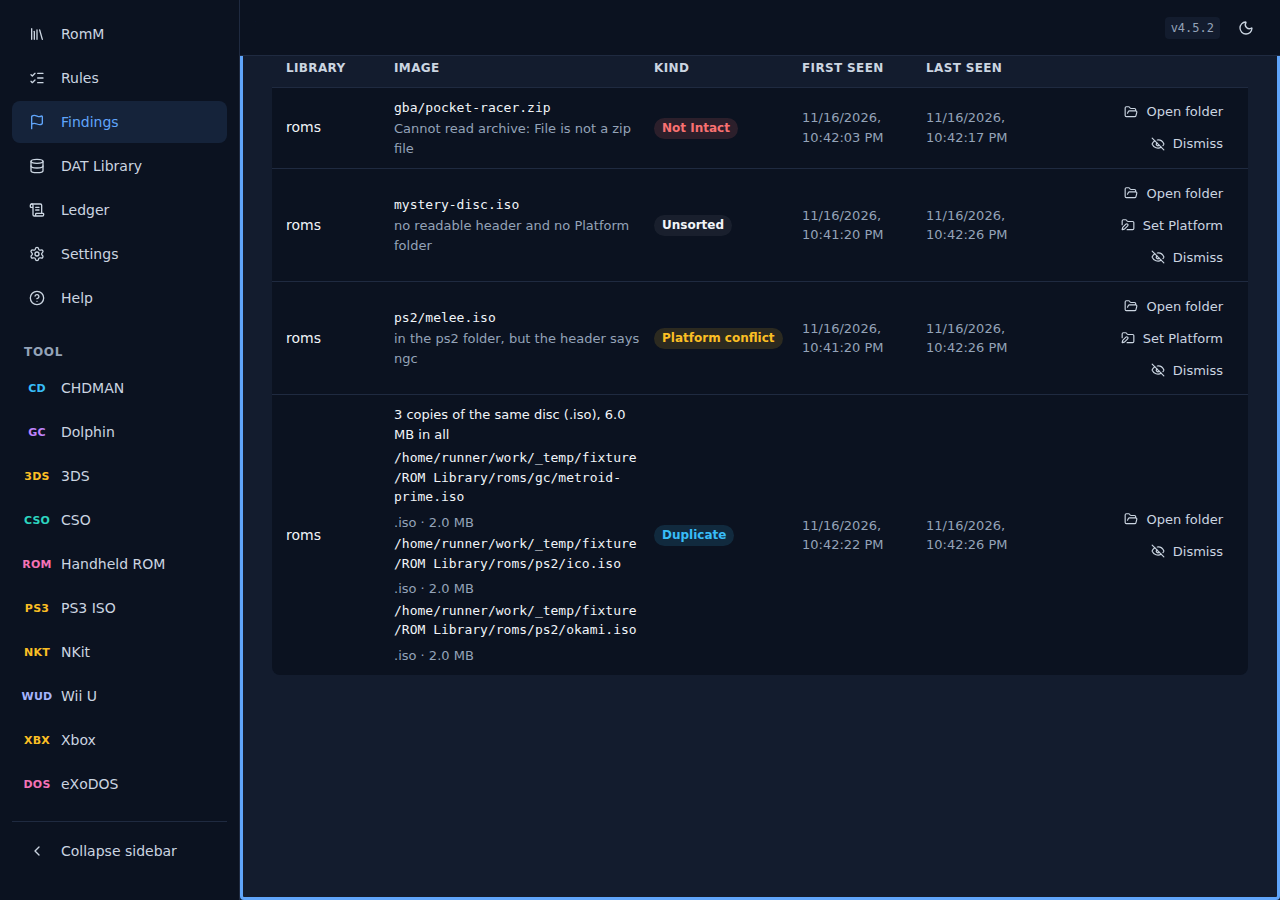 RomM
Rules
Findings
DAT Library
Ledger
Settings
Help
TOOL
CD CHDMAN
GC Dolphin
3DS 3DS
CSO CSO
ROM Handheld ROM
PS3 PS3 ISO
NKT NKit
WUD Wii U
XBX Xbox
DOS eXoDOS
Collapse sidebar
v4.5.2
LIBRARY IMAGE KIND FIRST SEEN LAST SEEN
roms
gba/pocket-racer.zip
Cannot read archive: File is not a zip
file
Not Intact
11/16/2026,
10:42:03 PM
11/16/2026,
10:42:17 PM
Open folder
Dismiss
roms
mystery-disc.iso
no readable header and no Platform
folder
Unsorted
11/16/2026,
10:41:20 PM
11/16/2026,
10:42:26 PM
Open folder
Set Platform
Dismiss
roms
ps2/melee.iso
in the ps2 folder, but the header says
ngc
Platform conflict
11/16/2026,
10:41:20 PM
11/16/2026,
10:42:26 PM
Open folder
Set Platform
Dismiss
roms
3 copies of the same disc (.iso), 6.0
MB in all
/home/runner/work/_temp/fixture
/ROM Library/roms/gc/metroid-
prime.iso
.iso · 2.0 MB
/home/runner/work/_temp/fixture
/ROM Library/roms/ps2/ico.iso
.iso · 2.0 MB
/home/runner/work/_temp/fixture
/ROM Library/roms/ps2/okami.iso
.iso · 2.0 MB
Duplicate
11/16/2026,
10:42:22 PM
11/16/2026,
10:42:26 PM
Open folder
Dismiss